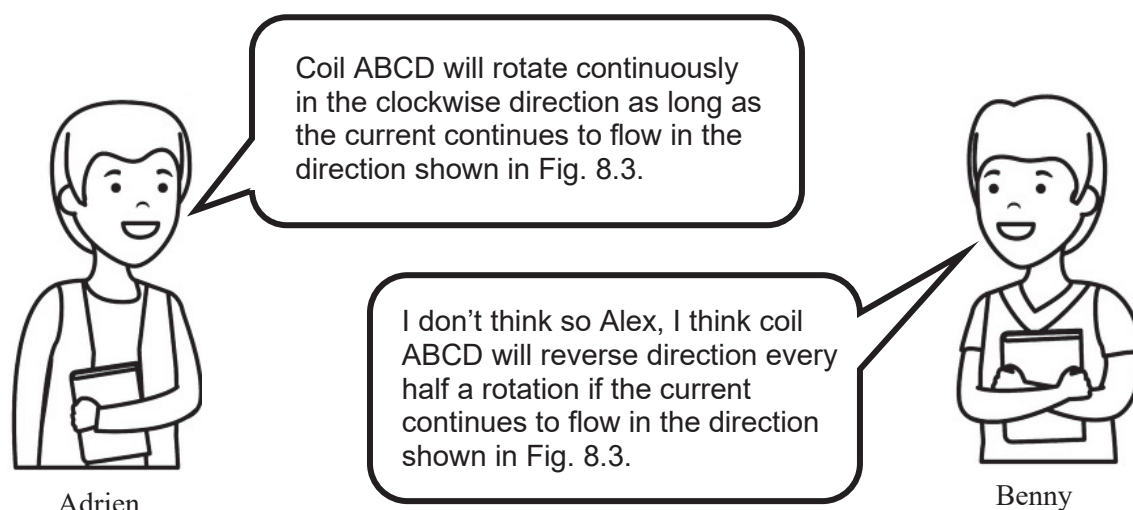 Coil ABCD will rotate continuously
in the clockwise direction as long as
the current continues to flow in the
direction shown in Fig. 8.3.
I don’t think so Alex, I think coil
ABCD will reverse direction every
half a rotation if the current
continues to flow in the direction
shown in Fig. 8.3.
Adrien
Benny